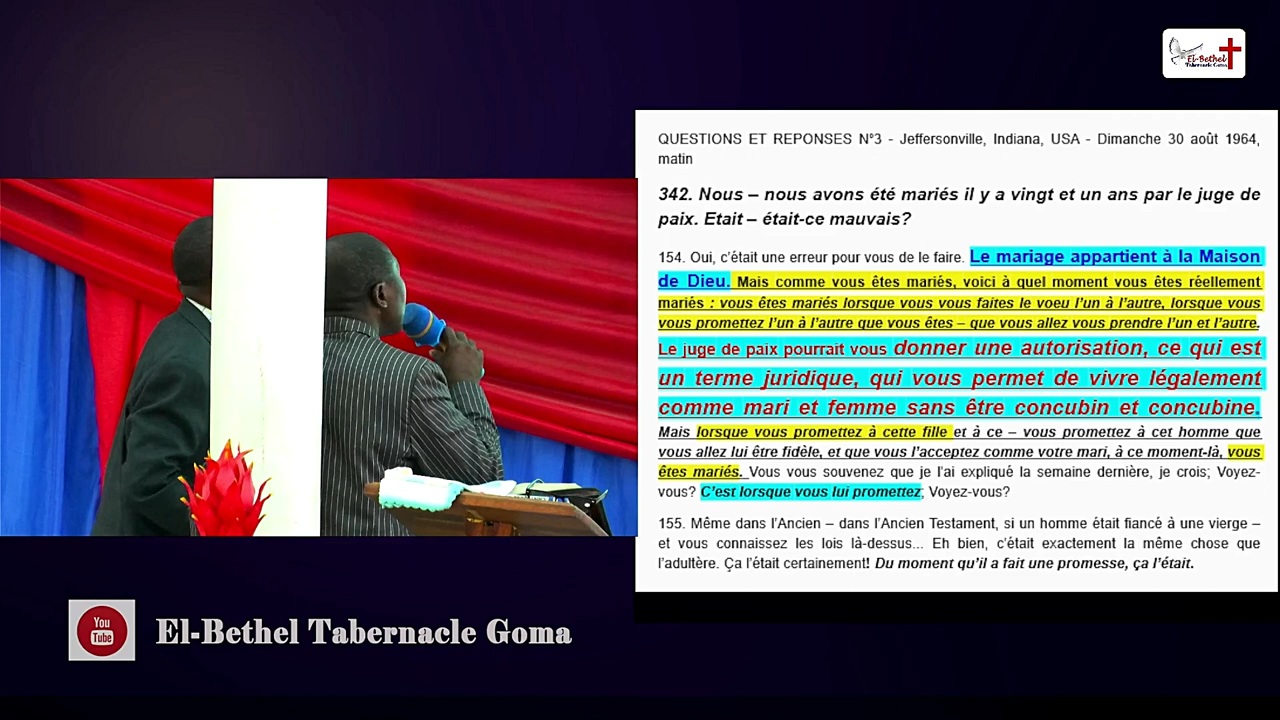 El-Bethel
Tabernacle Goma
QUESTIONS ET REPONSES N°3 - Jeffersonville, Indiana, USA - Dimanche 30 août 1964,
matin
342. Nous – nous avons été mariés il y a vingt et un ans par le juge de
paix. Etait – était-ce mauvais?
154. Oui, c’était une erreur pour vous de le faire. Le mariage appartient à la Maison
de Dieu. Mais comme vous êtes mariés, voici à quel moment vous êtes réellement
mariés : vous êtes mariés lorsque vous vous faites le voeu l’un à l’autre, lorsque vous
vous promettez l’un à l’autre que vous êtes – que vous allez vous prendre l’un et l’autre.
Le juge de paix pourrait vous donner une autorisation, ce qui est
un terme juridique, qui vous permet de vivre légalement
comme mari et femme sans être concubin et concubine.
Mais lorsque vous promettez à cette fille et à ce – vous promettez à cet homme que
vous allez lui être fidèle, et que vous l’acceptez comme votre mari, à ce moment-là, vous
êtes mariés. Vous vous souvenez que je l’ai expliqué la semaine dernière, je crois; Voyez-
vous? C’est lorsque vous lui promettez; Voyez-vous?
155. Même dans l’Ancien – dans l’Ancien Testament, si un homme était fiancé à une vierge –
et vous connaissez les lois là-dessus... Eh bien, c’était exactement la même chose que
l’adultère. Ça l’était certainement! Du moment qu’il a fait une promesse, ça l’était.
You
Tube
El-Bethel Tabernacle Goma